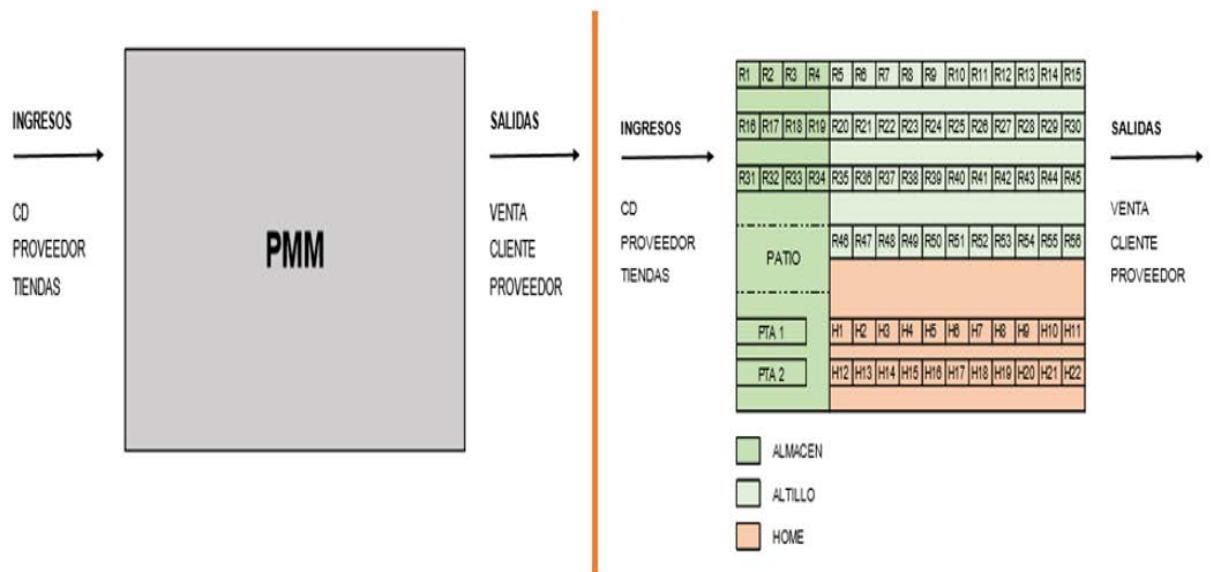 INGRESOS
CD
PROVEEDOR
TIENDAS
PMM
SALIDAS
VENTA
CLIENTE
PROVEEDOR
INGRESOS
CD
PROVEEDOR
TIENDAS
R1 R2 R3 R4 R5 R6 R7 R8 R9 R10 R11 R12 R13 R14 R15
R16 R17 R18 R19 R20 R21 R22 R23 R24 R25 R26 R27 R28 R29 R30
R31 R32 R33 R34 R35 R36 R37 R38 R39 R40 R41 R42 R43 R44 R45
R46 R47 R48 R49 R50 R51 R52 R53 R54 R55 R56
PATIO
PTA 1 H1 H2 H3 H4 H5 H6 H7 H8 H9 H10 H11
PTA 2 H12 H13 H14 H15 H16 H17 H18 H19 H20 H21 H22
ALMACEN
ALTILLO
HOME
SALIDAS
VENTA
CLIENTE
PROVEEDOR